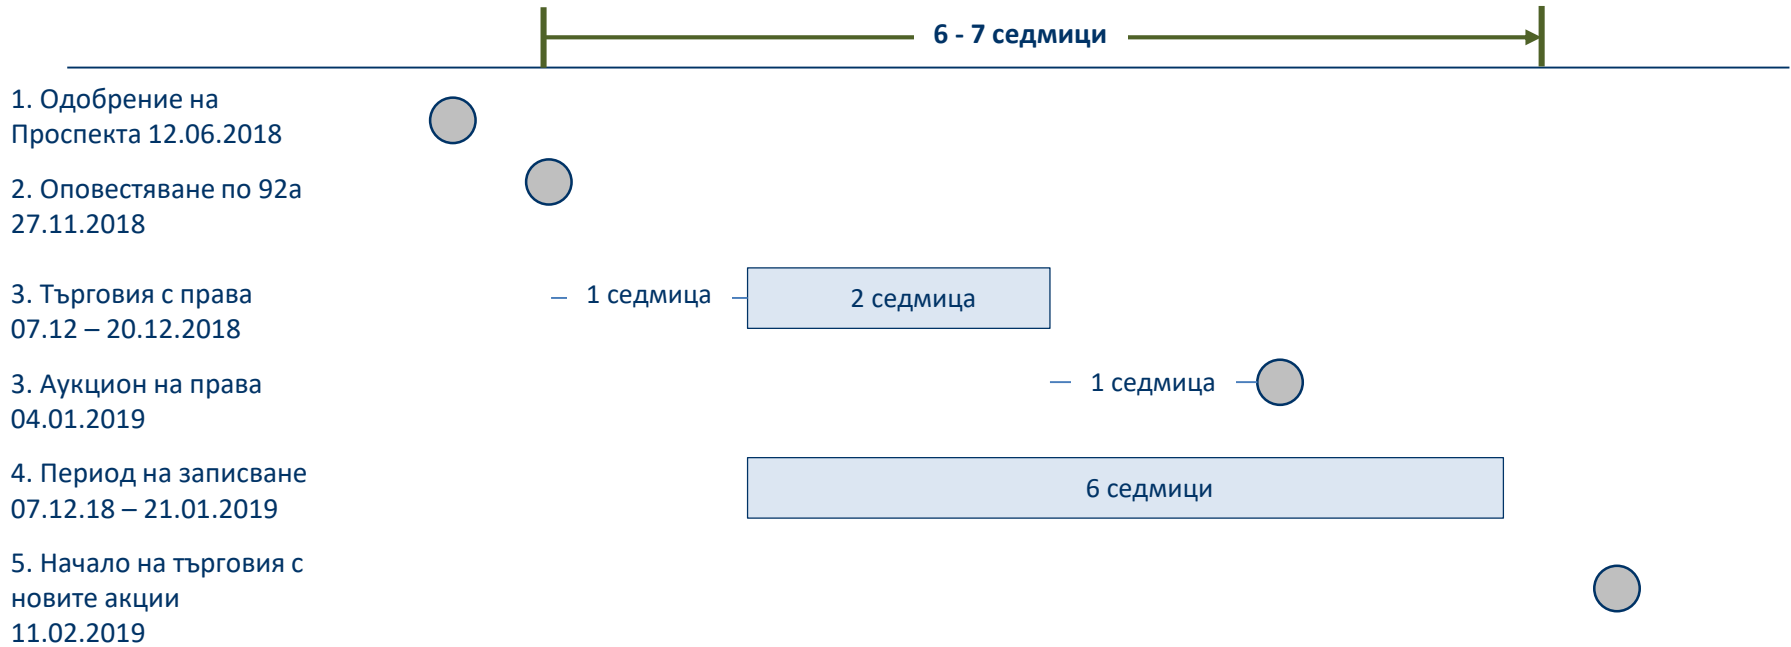 6 - 7 седмици
1. Одобрение на
Проспекта 12.06.2018
2. Оповестяване по 92а
27.11.2018
3. Търговия с права
07.12 – 20.12.2018
1 седмица
2 седмица
3. Аукцион на права
04.01.2019
1 седмица
4. Период на записване
07.12.18 – 21.01.2019
6 седмици
5. Начало на търговия с
новите акции
11.02.2019